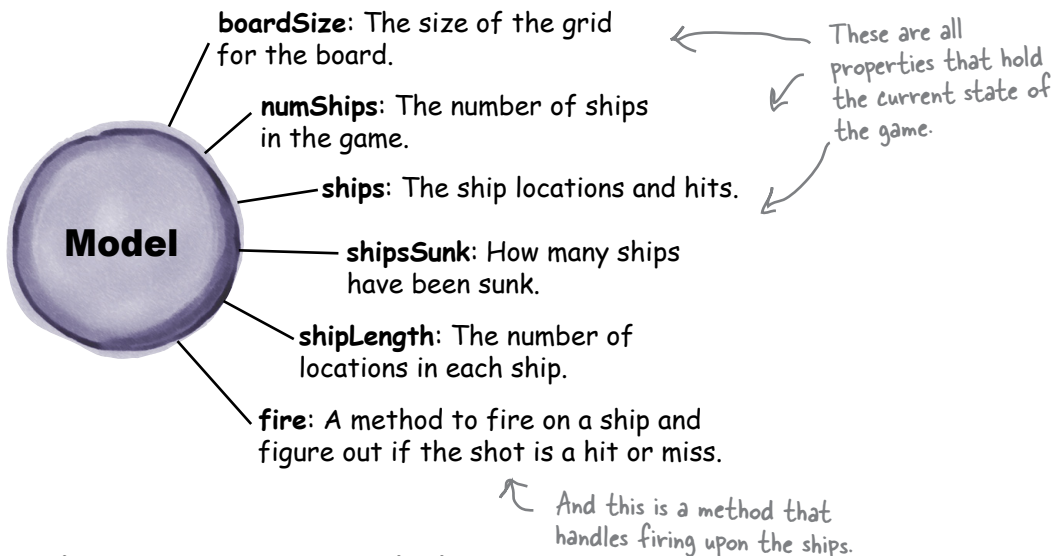 boardSize: The size of the grid
for the board.
These are all
properties that hold
the current state of
the game.
numShips: The number of ships
in the game.
ships: The ship locations and hits.
Model
shipsSunk: How many ships
have been sunk.
shipLength: The number of
locations in each ship.
fire: A method to fire on a ship and
figure out if the shot is a hit or miss.
And this is a method that
handles firing upon the ships.